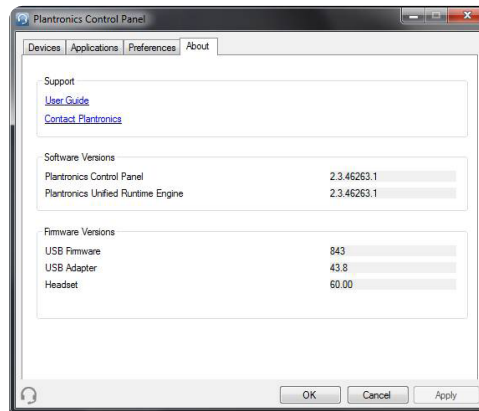 Plantronics Control Panel
Devices Applications Preferences About
Support
User Guide
Contact Plantronics
Software Versions
Plantronics Control Panel 2.3.46263.1
Plantronics Unified Runtime Engine 2.3.46263.1
Firmware Versions
USB Firmware 843
USB Adapter 43.8
Headset 60.00
OK Cancel Apply